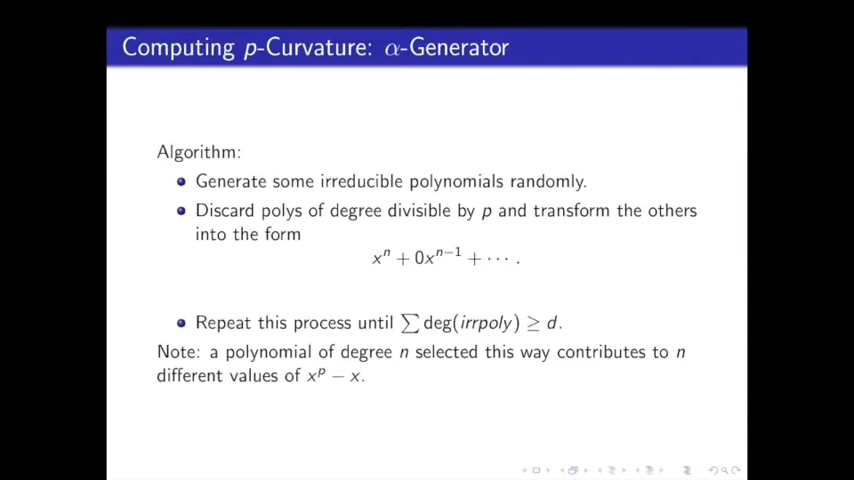 Computing p-Curvature: α-Generator
Algorithm:
Generate some irreducible polynomials randomly.
Discard polys of degree divisible by p and transform the others
into the form
xⁿ + 0xⁿ⁻¹ + ··· .
Repeat this process until ∑ deg(irrpoly) ≥ d.
Note: a polynomial of degree n selected this way contributes to n
different values of xᵖ − x.